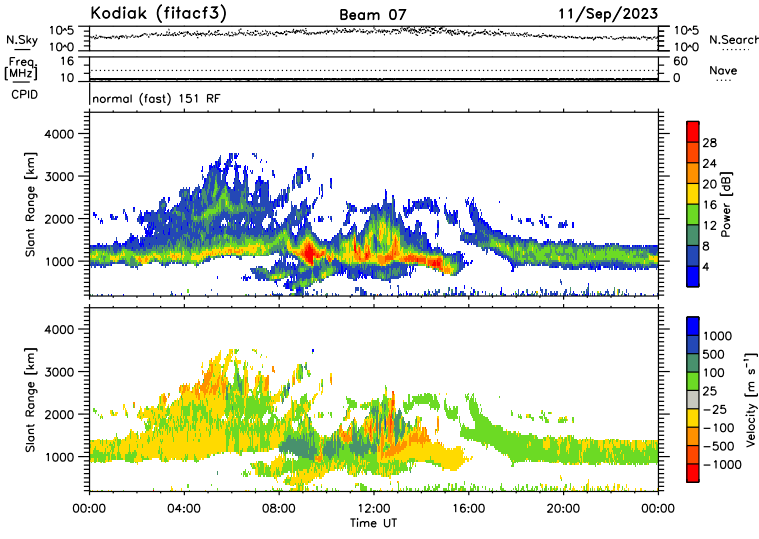 Kodiak (fitacf3) Beam 07 11/Sep/2023
N.Sky 10^5 10^5 N.Search
10^0 10^0
Freq. [MHz] 16 60 Nave
10 0
CPID normal (fast) 151 RF
Slant Range [km]
4000
3000
2000
1000
Power [dB]
28
24
20
16
12
8
4
Slant Range [km]
4000
3000
2000
1000
Velocity [m s⁻¹]
1000
500
100
25
−25
−100
−500
−1000
00:00 04:00 08:00 12:00 16:00 20:00 00:00
Time UT